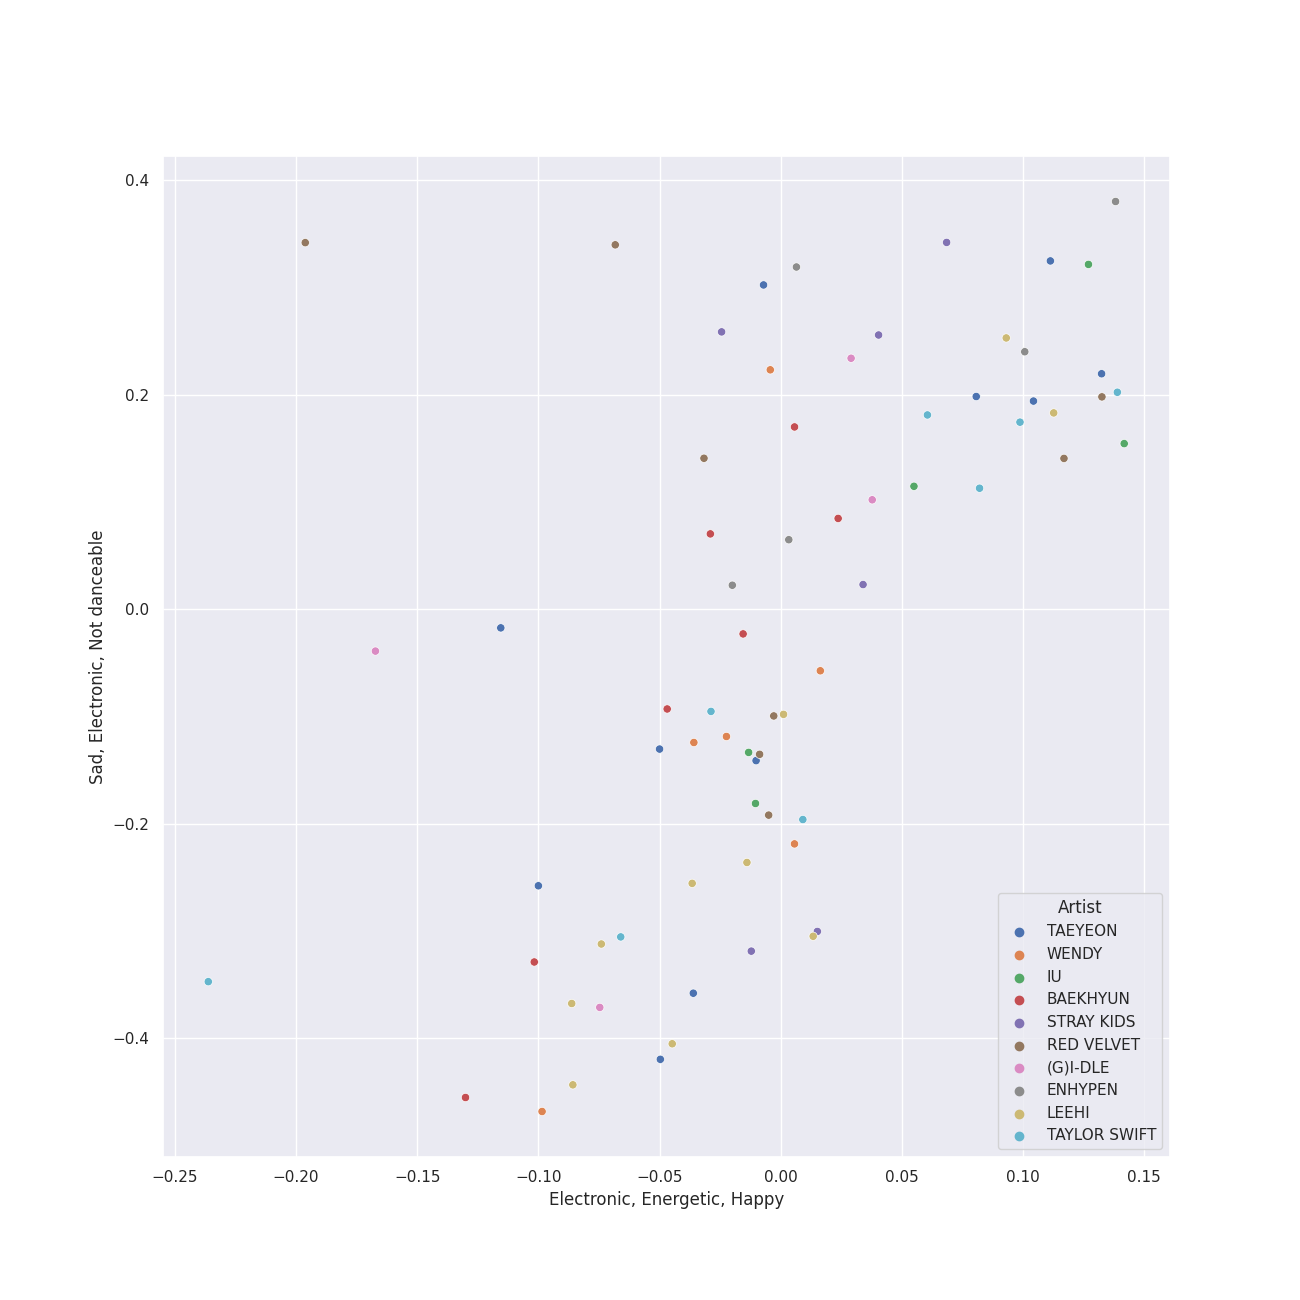 0.4
0.2
0.0
−0.2
−0.4
Sad, Electronic, Not danceable
Artist
TAEYEON
WENDY
IU
BAEKHYUN
STRAY KIDS
RED VELVET
(G)I-DLE
ENHYPEN
LEEHI
TAYLOR SWIFT
−0.25 −0.20 −0.15 −0.10 −0.05 0.00 0.05 0.10 0.15
Electronic, Energetic, Happy